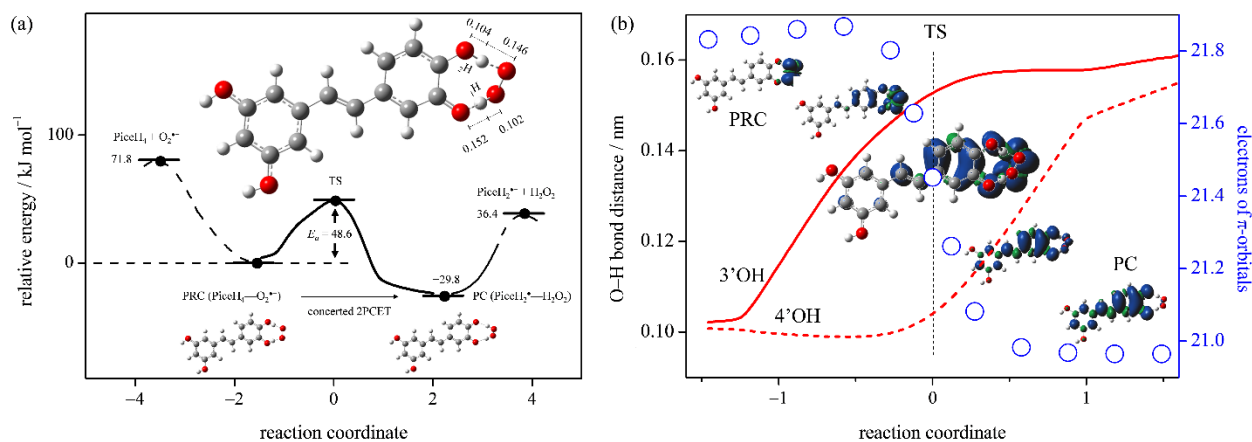 (a)
relative energy / kJ mol⁻¹
100
0
PiceH₄ + O₂•⁻
71.8
TS
Eₐ = 48.6
PiceH₂•⁻ + H₂O₂
36.4
−29.8
PRC (PiceH₄—O₂•⁻)
concerted 2PCET
PC (PiceH₂•—H₂O₂)
0.104
0.146
²H
¹H
0.152
0.102
−4
−2
0
2
4
reaction coordinate
(b)
TS
O–H bond distance / nm
0.16
0.14
0.12
0.10
PRC
3’OH
4’OH
PC
−1
0
1
reaction coordinate
21.8
21.6
21.4
21.2
21.0
electrons of π-orbitals